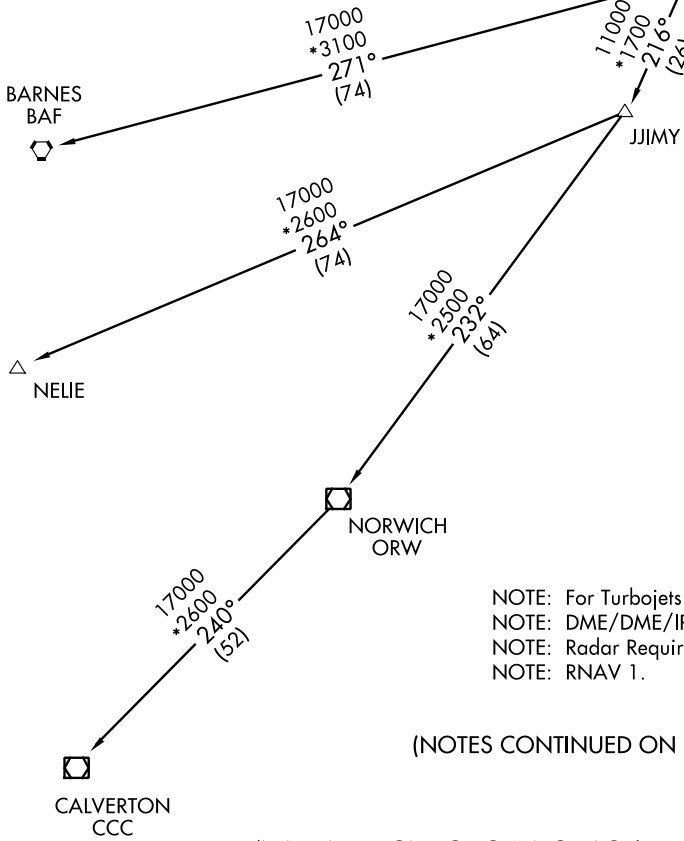 17000
*3100
271°
(74)
11000
*1700
216°
BARNES
BAF
JJIMY
17000
*2600
264°
(74)
17000
*2500
232°
(64)
NELIE
NORWICH
ORW
17000
*2600
240°
(52)
NOTE: For Turbojets
NOTE: DME/DME/
NOTE: Radar
NOTE: RNAV 1.
(NOTES CONTINUED ON
CALVERTON
CCC